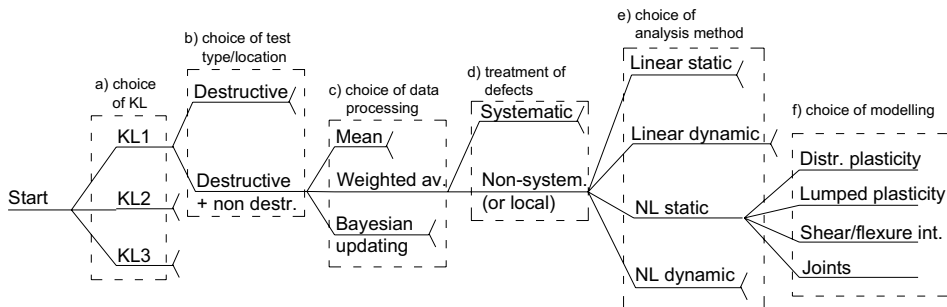 Start
a) choice
of KL
KL1
KL2
KL3
b) choice of test
type/location
Destructive
Destructive
+ non destr.
c) choice of data
processing
Mean
Weighted av.
Bayesian
updating
d) treatment of
defects
Systematic
Non-system.
(or local)
e) choice of
analysis method
Linear static
Linear dynamic
NL static
NL dynamic
f) choice of modelling
Distr. plasticity
Lumped plasticity
Shear/flexure int.
Joints